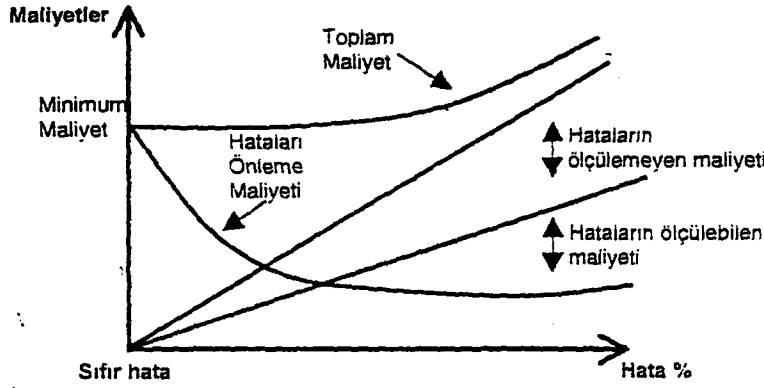 Maliyetler
Toplam
Maliyet
Minimum
Maliyet
Hataları
Önleme
Maliyeti
Hataların
ölçülemeyen maliyeti
Hataların ölçülebilen
maliyeti
Sıfır hata
Hata %